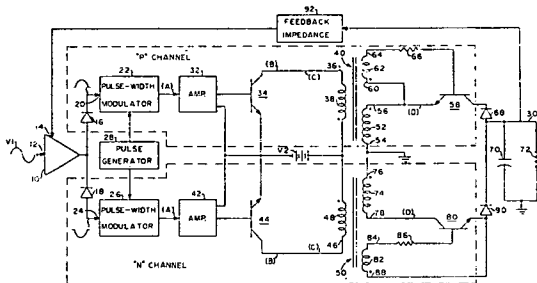 92
FEEDBACK
IMPEDANCE
"P" CHANNEL
22
PULSE-WIDTH
MODULATOR
20
(A)
32
AMP.
34
(B)
(C)
36
38
40
64
62
60
66
56
52
54
(D)
58
68
30
70
72
V1
14
12
10
16
18
28
PULSE
GENERATOR
V2
24
26
PULSE-WIDTH
MODULATOR
(A)
42
AMP.
44
(B)
(C)
48
46
50
76
74
78
(D)
80
84
86
82
88
90
"N" CHANNEL